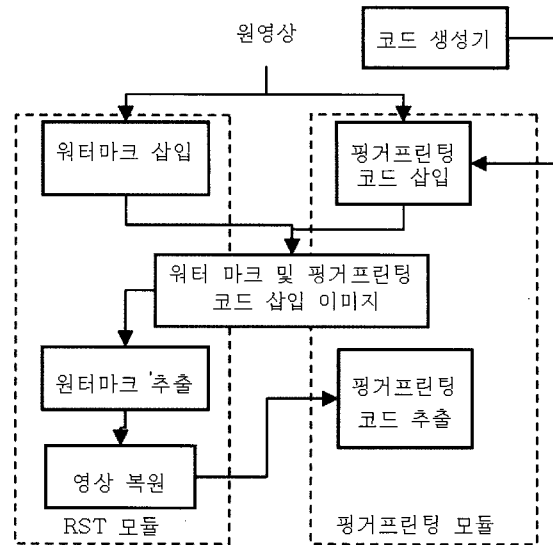 원영상
코드 생성기
워터마크 삽입
핑거프린팅
코드 삽입
워터 마크 및 핑거프린팅
코드 삽입 이미지
원터마크 추출
핑거프린팅
코드 추출
영상 복원
RST 모듈
핑거프린팅 모듈